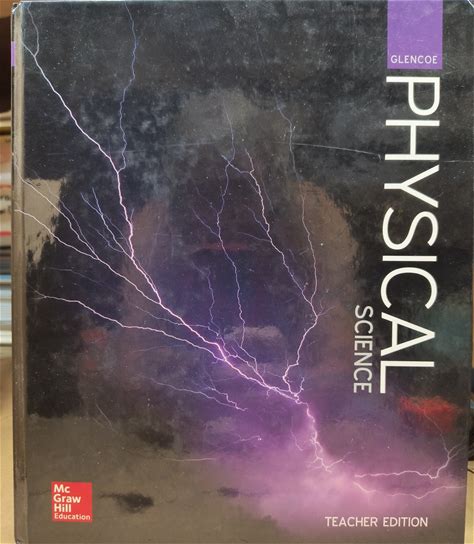 GLENCOE
PHYSICAL
SCIENCE
Mc
Graw
Hill
Education
TEACHER EDITION